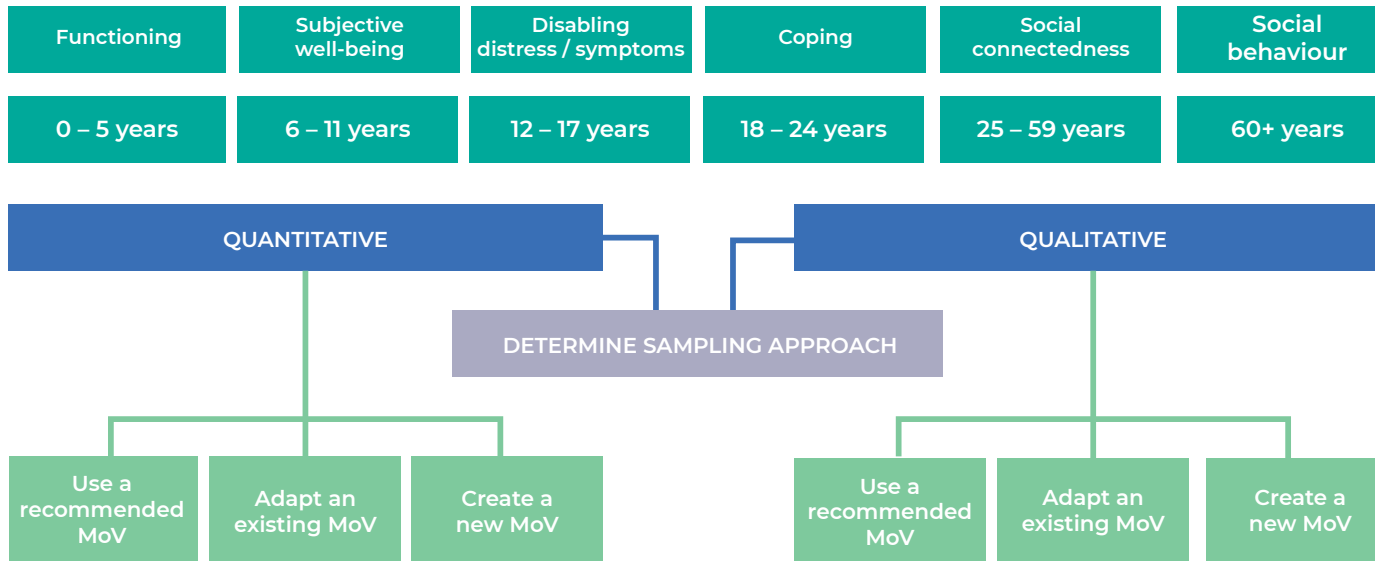 Functioning
Subjective
well-being
Disabling
distress / symptoms
Coping
Social
connectedness
Social
behaviour
0 – 5 years
6 – 11 years
12 – 17 years
18 – 24 years
25 – 59 years
60+ years
QUANTITATIVE
QUALITATIVE
DETERMINE SAMPLING APPROACH
Use a
recommended
MoV
Adapt an
existing MoV
Create a
new MoV
Use a
recommended
MoV
Adapt an
existing MoV
Create a
new MoV